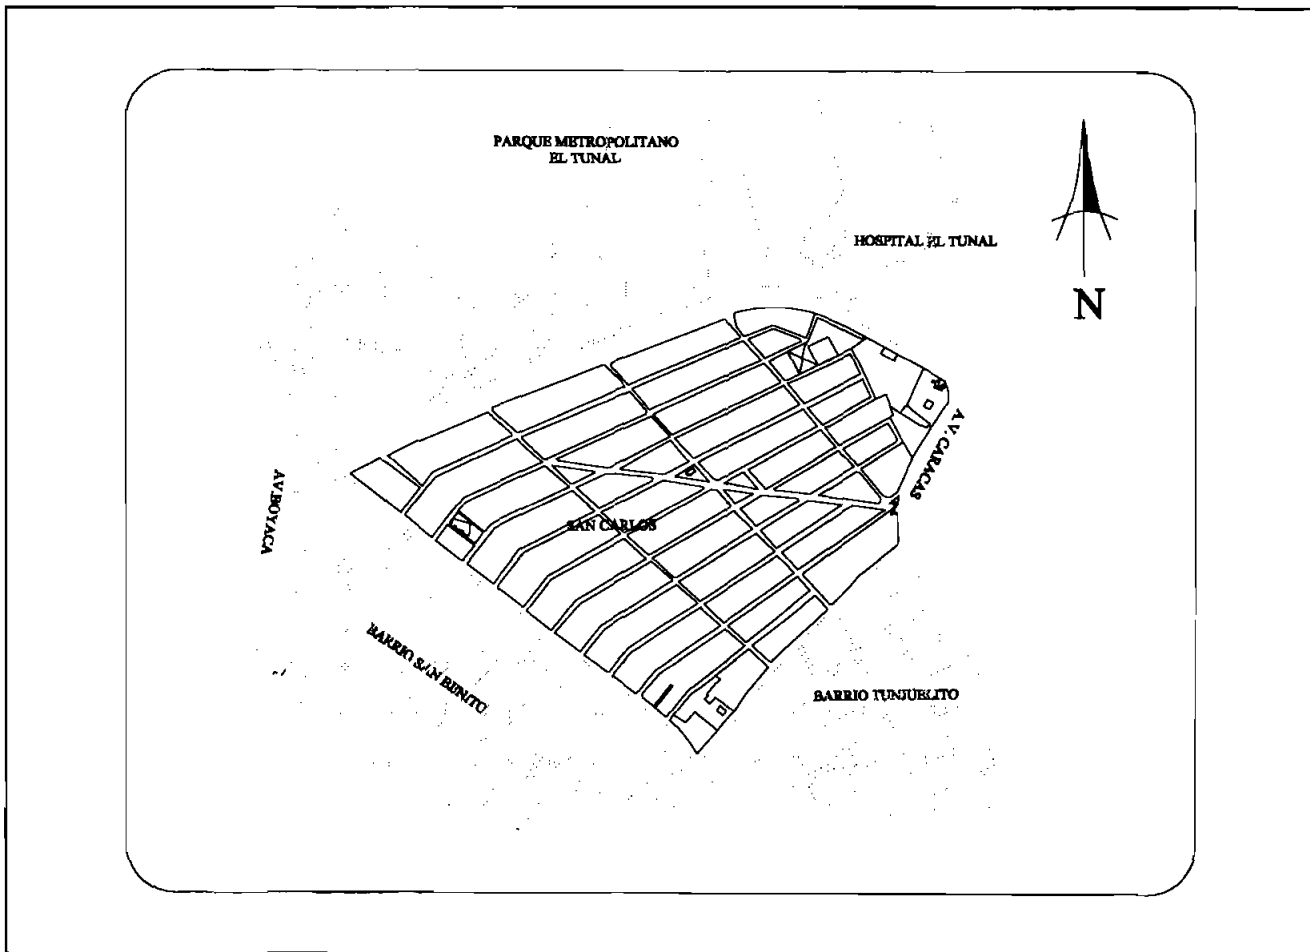 PARQUE METROPOLITANO
EL TUNAL
HOSPITAL EL TUNAL
N
A.V. CARACAS
AV.BOYACA
SAN CARLOS
BARRIO SAN BENITO
BARRIO TUNJUELITO